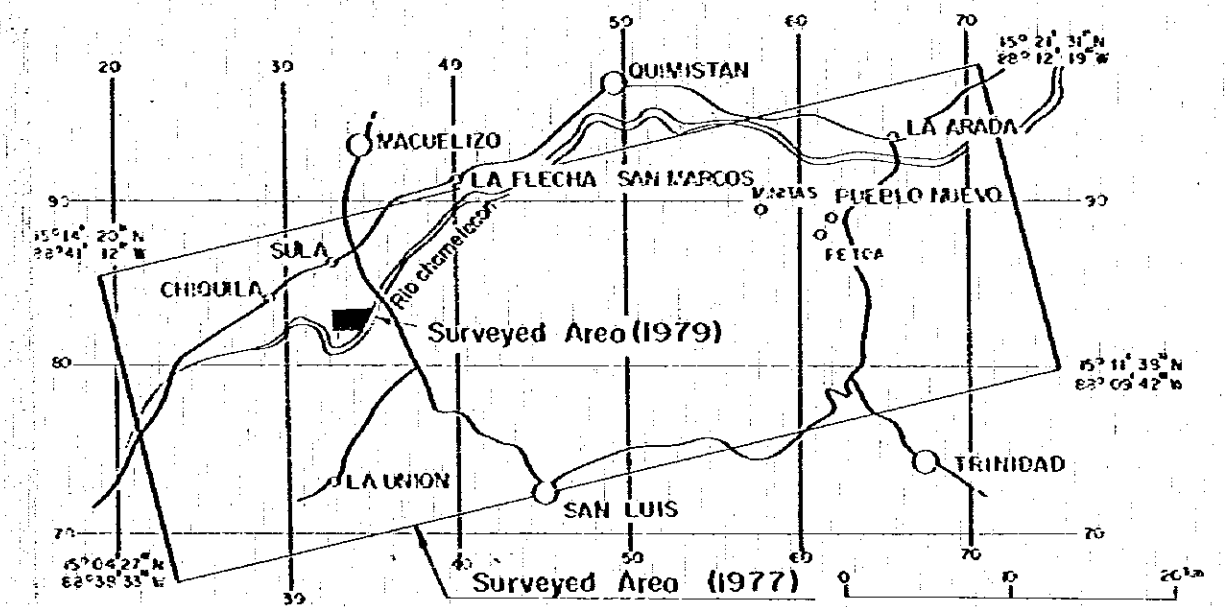 50
60
70
15° 21' 31" N
88° 12' 19" W
20
30
40
QUIMISTAN
MACUELIZO
LA ARADA
LA FLECHA SAN MARCOS
90
PUEBLO NUEVO
90
15° 14' 20" N
88° 41' 12" W
SULA
Rio chamelecon
CHIQUILA
Surveyed Area (1979)
80
15° 11' 39" N
88° 09' 42" W
LA UNION
TRINIDAD
SAN LUIS
70
70
15° 04' 27" N
88° 38' 33" W
30
40
50
60
70
Surveyed Area (1977)
0
10
20 km